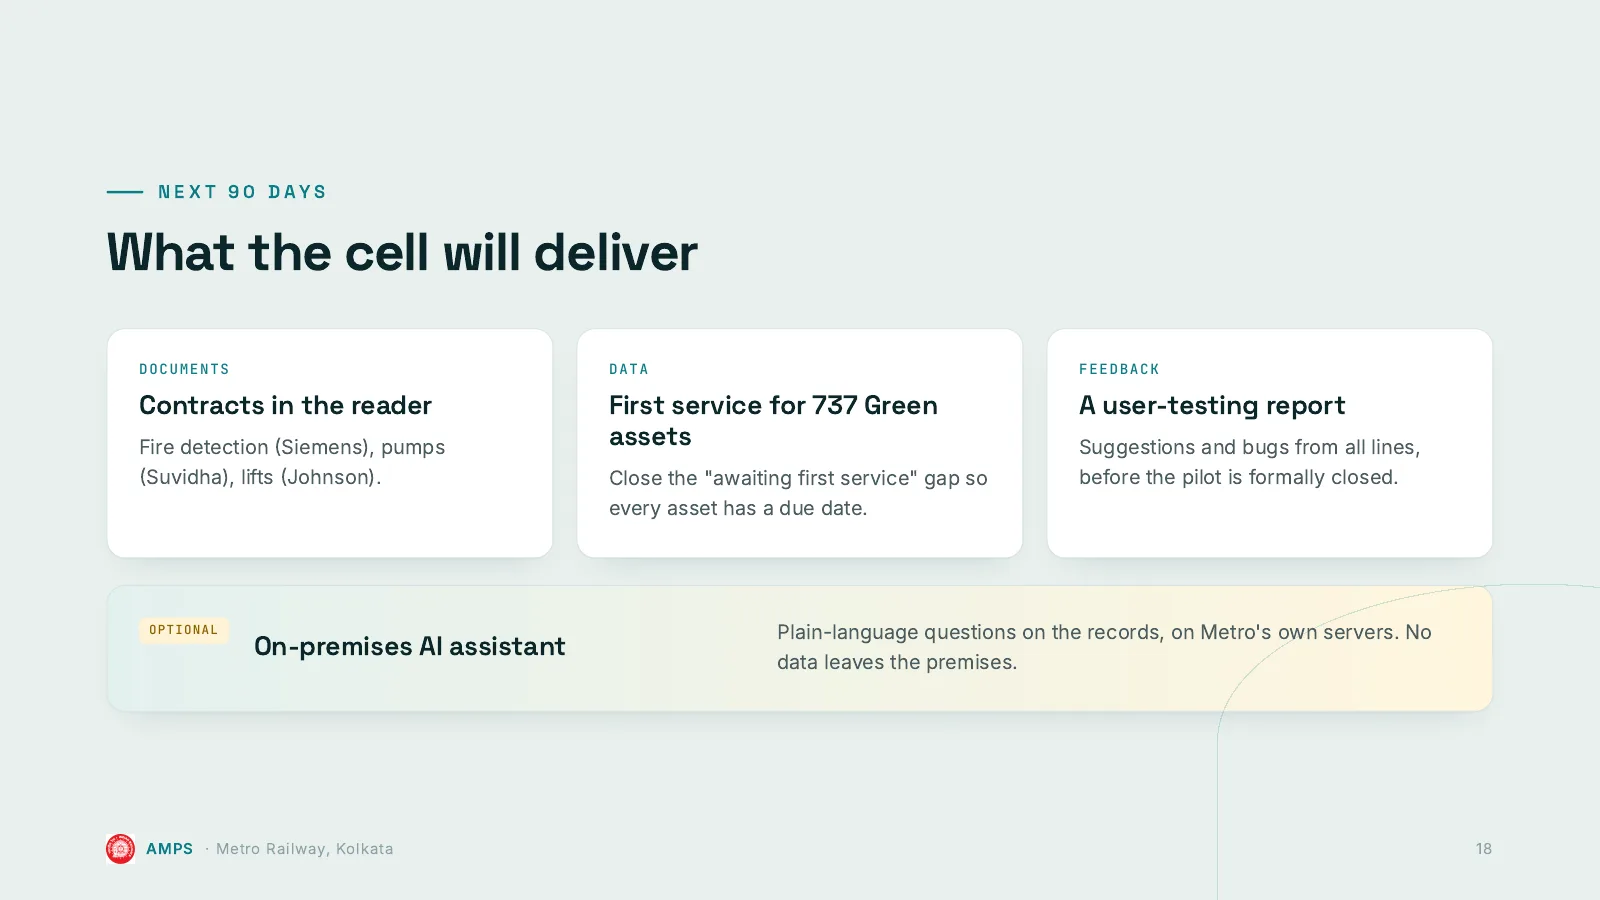 NEXT 90 DAYS
What the cell will deliver
DOCUMENTS
Contracts in the reader
Fire detection (Siemens), pumps
(Suvidha), lifts (Johnson).
DATA
First service for 737 Green
assets
Close the "awaiting first service" gap so
every asset has a due date.
FEEDBACK
A user-testing report
Suggestions and bugs from all lines,
before the pilot is formally closed.
OPTIONAL
On-premises AI assistant
Plain-language questions on the records, on Metro's own servers. No
data leaves the premises.
AMPS · Metro Railway, Kolkata
18